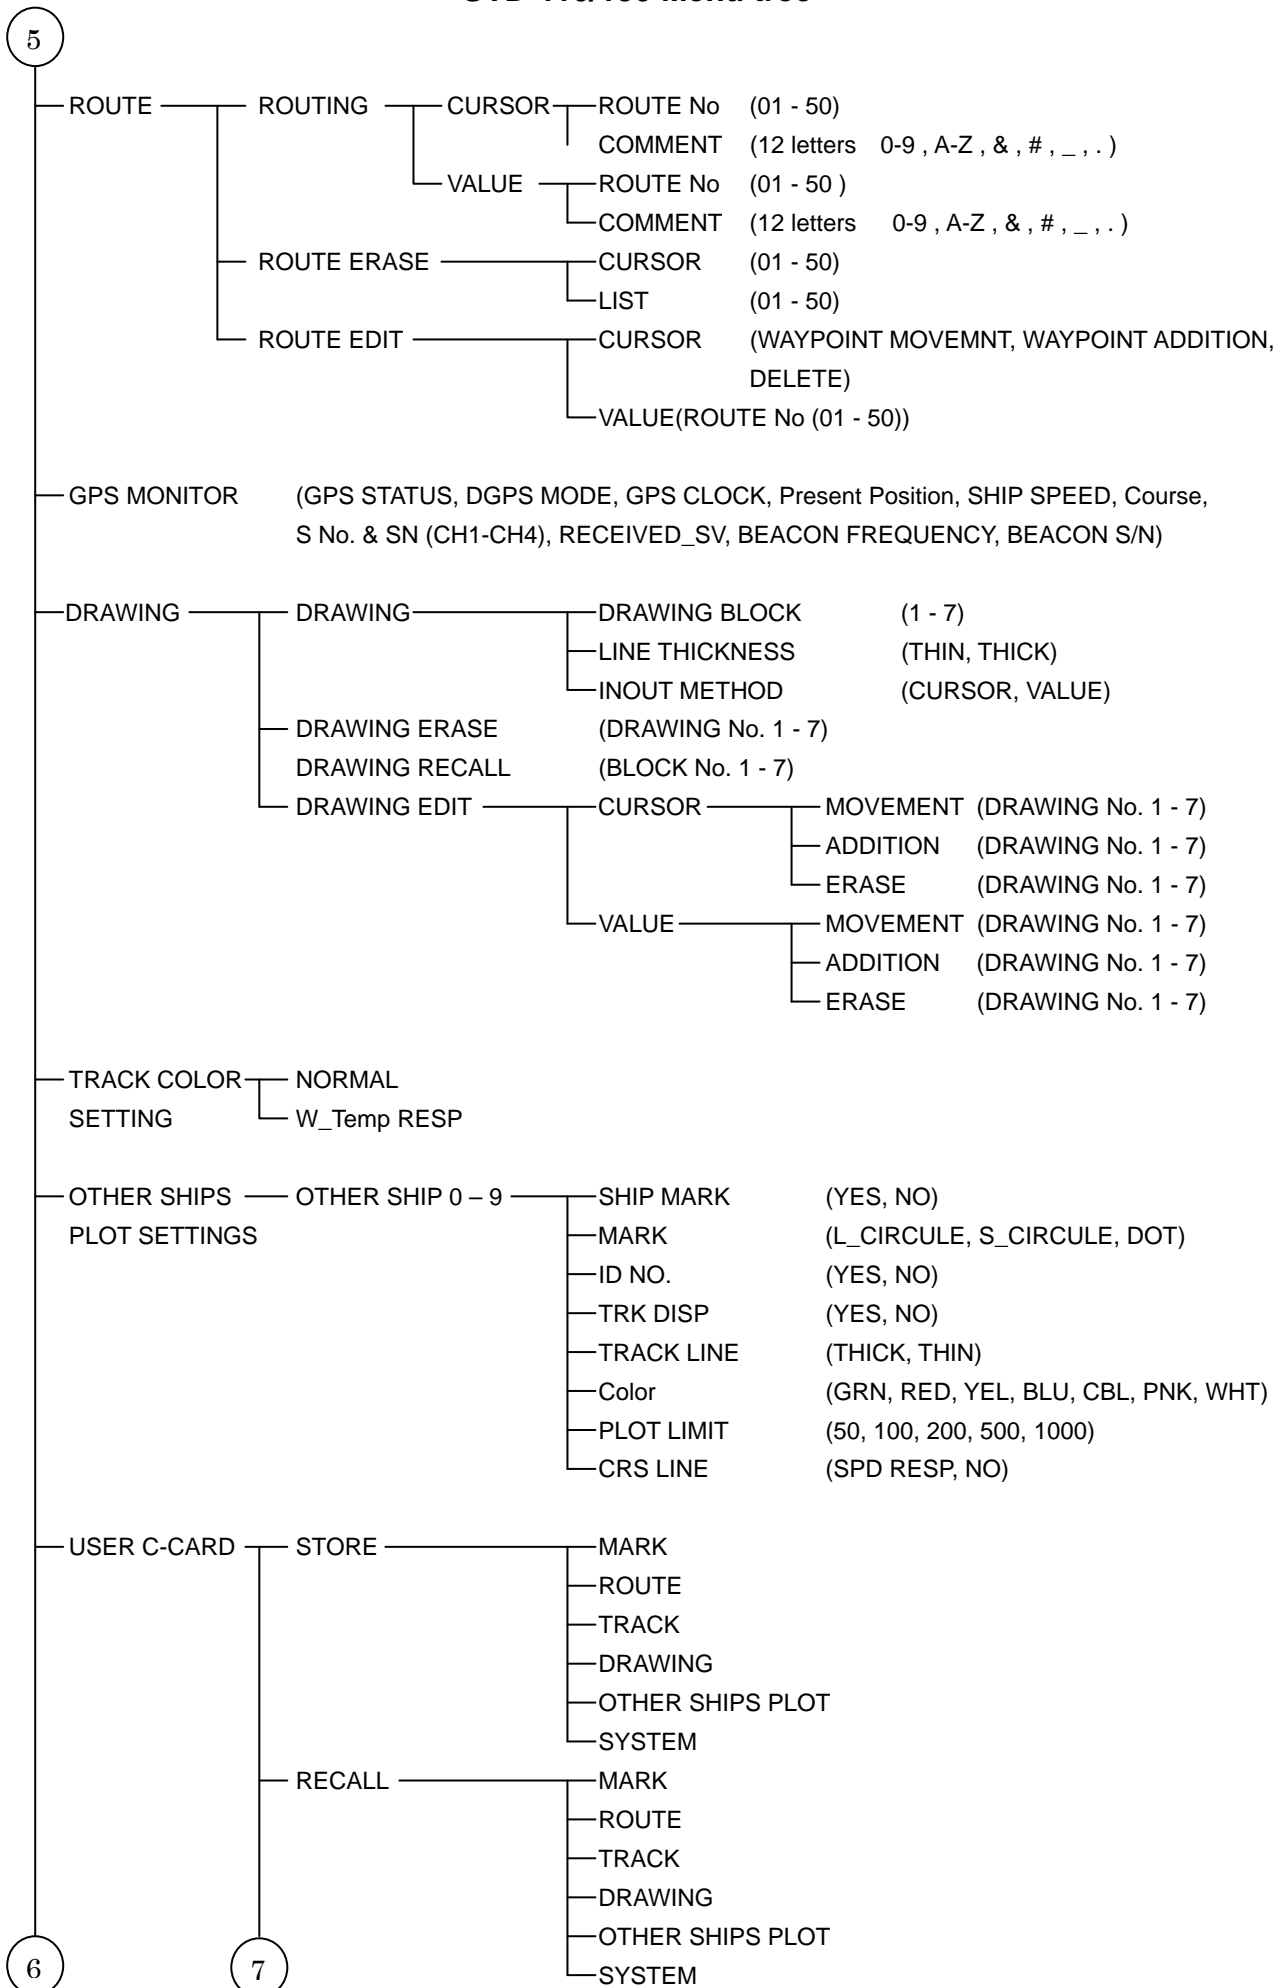 5
ROUTE ROUTING CURSOR ROUTE No (01 - 50)
COMMENT (12 letters 0-9 , A-Z , & , # , _ , . )
VALUE ROUTE No (01 - 50 )
COMMENT (12 letters 0-9 , A-Z , & , # , _ , . )
ROUTE ERASE CURSOR (01 - 50)
LIST (01 - 50)
ROUTE EDIT CURSOR (WAYPOINT MOVEMNT, WAYPOINT ADDITION,
DELETE)
VALUE(ROUTE No (01 - 50))
GPS MONITOR (GPS STATUS, DGPS MODE, GPS CLOCK, Present Position, SHIP SPEED, Course,
S No. & SN (CH1-CH4), RECEIVED_SV, BEACON FREQUENCY, BEACON S/N)
DRAWING DRAWING DRAWING BLOCK (1 - 7)
LINE THICKNESS (THIN, THICK)
INOUT METHOD (CURSOR, VALUE)
DRAWING ERASE (DRAWING No. 1 - 7)
DRAWING RECALL (BLOCK No. 1 - 7)
DRAWING EDIT CURSOR MOVEMENT (DRAWING No. 1 - 7)
ADDITION (DRAWING No. 1 - 7)
ERASE (DRAWING No. 1 - 7)
VALUE MOVEMENT (DRAWING No. 1 - 7)
ADDITION (DRAWING No. 1 - 7)
ERASE (DRAWING No. 1 - 7)
TRACK COLOR NORMAL
SETTING W_Temp RESP
OTHER SHIPS OTHER SHIP 0 – 9 SHIP MARK (YES, NO)
PLOT SETTINGS MARK (L_CIRCULE, S_CIRCULE, DOT)
ID NO. (YES, NO)
TRK DISP (YES, NO)
TRACK LINE (THICK, THIN)
Color (GRN, RED, YEL, BLU, CBL, PNK, WHT)
PLOT LIMIT (50, 100, 200, 500, 1000)
CRS LINE (SPD RESP, NO)
USER C-CARD STORE MARK
ROUTE
TRACK
DRAWING
OTHER SHIPS PLOT
SYSTEM
RECALL MARK
ROUTE
TRACK
DRAWING
OTHER SHIPS PLOT
6 7 SYSTEM